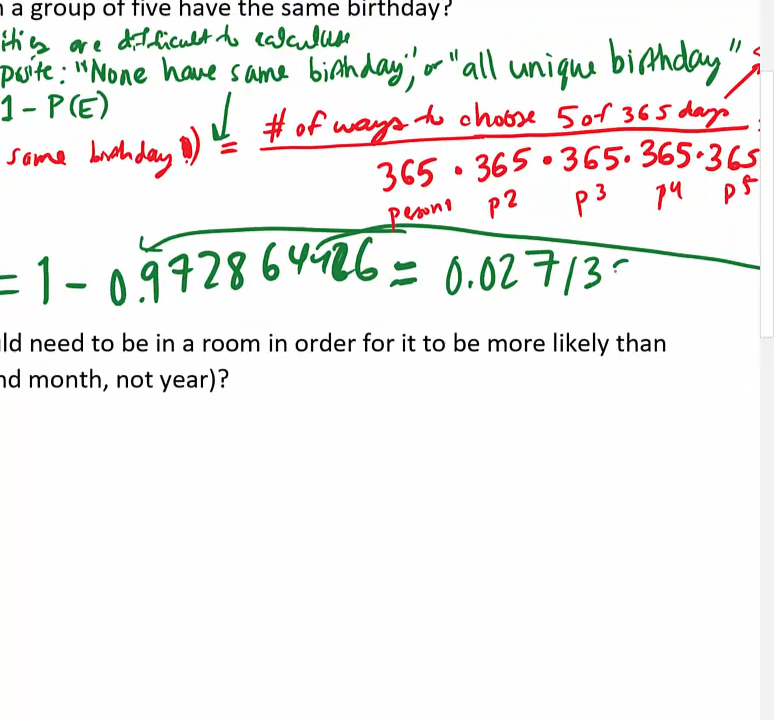 a group of five have the same birthday?
ities are difficult to calculate
posite: "None have same birthday", or "all unique birthday"
1 - P(E)
same birthday )) = # of ways to choose 5 of 365 days
365 · 365 · 365 · 365 · 365
person1 p2 p3 p4 p5
= 1 - 0.972864426 = 0.02713
ld need to be in a room in order for it to be more likely than
nd month, not year)?